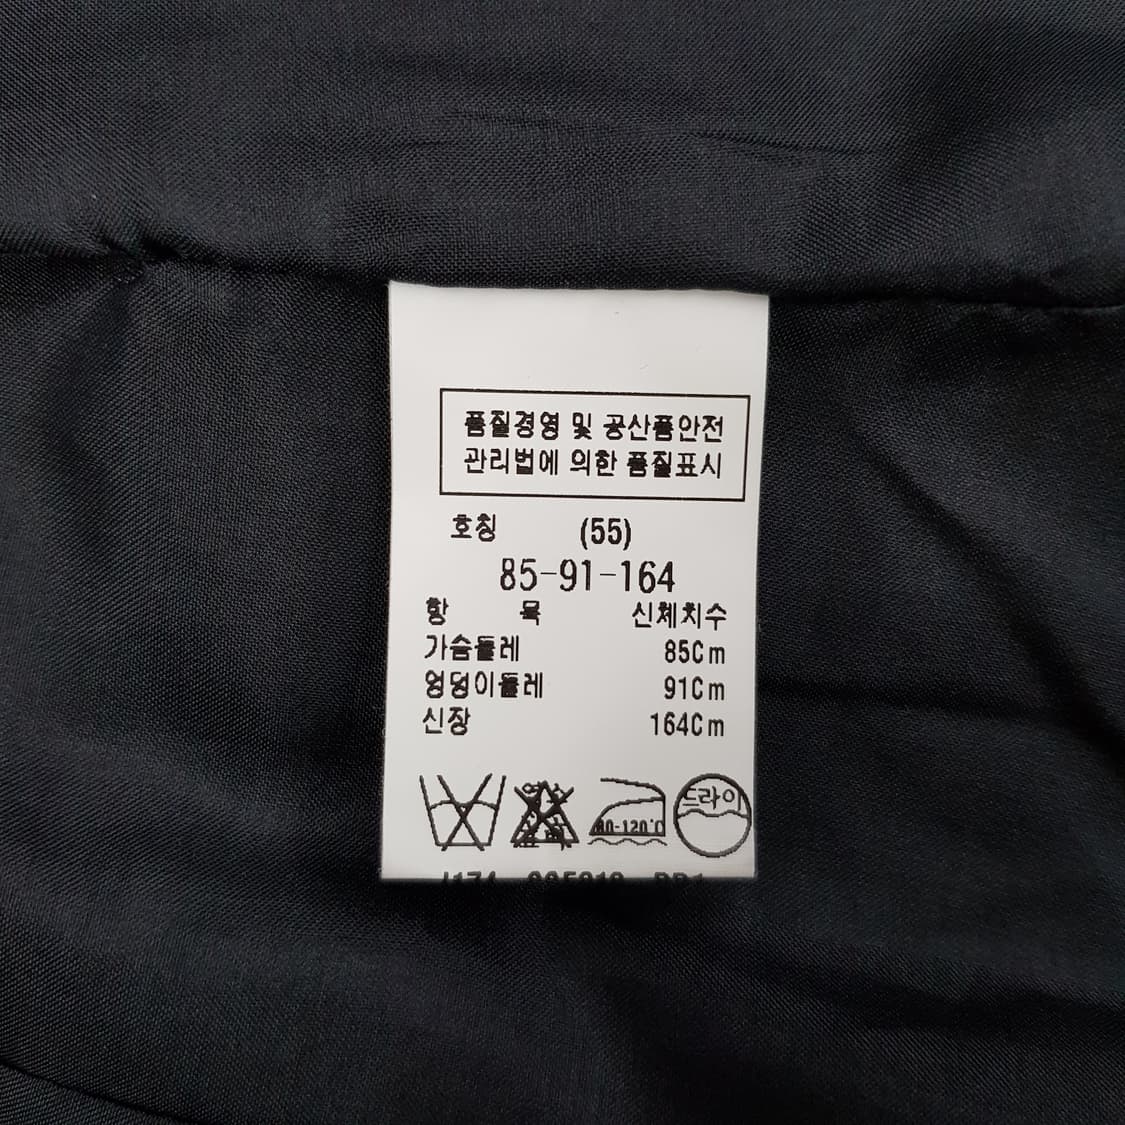 품질경영 및 공산품안전
관리법에 의한 품질표시
호칭 (55)
85-91-164
항 목 신체치수
가슴둘레 85Cm
엉덩이둘레 91Cm
신장 164Cm
80-120℃ 드라이